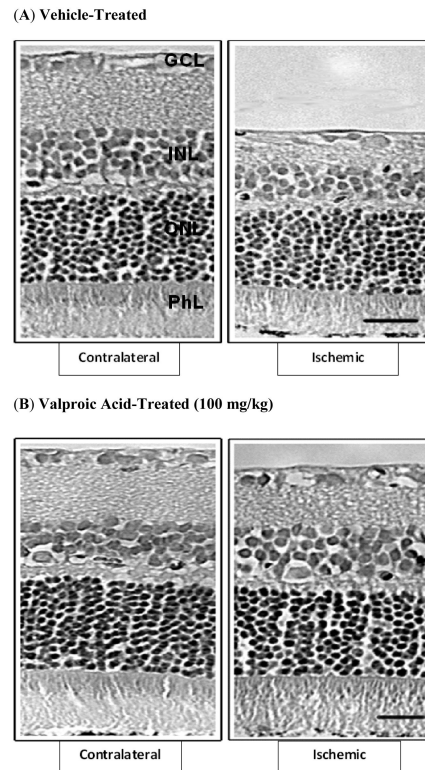 (A) Vehicle-Treated
GCL
INL
ONL
PhL
Contralateral
Ischemic
(B) Valproic Acid-Treated (100 mg/kg)
Contralateral
Ischemic